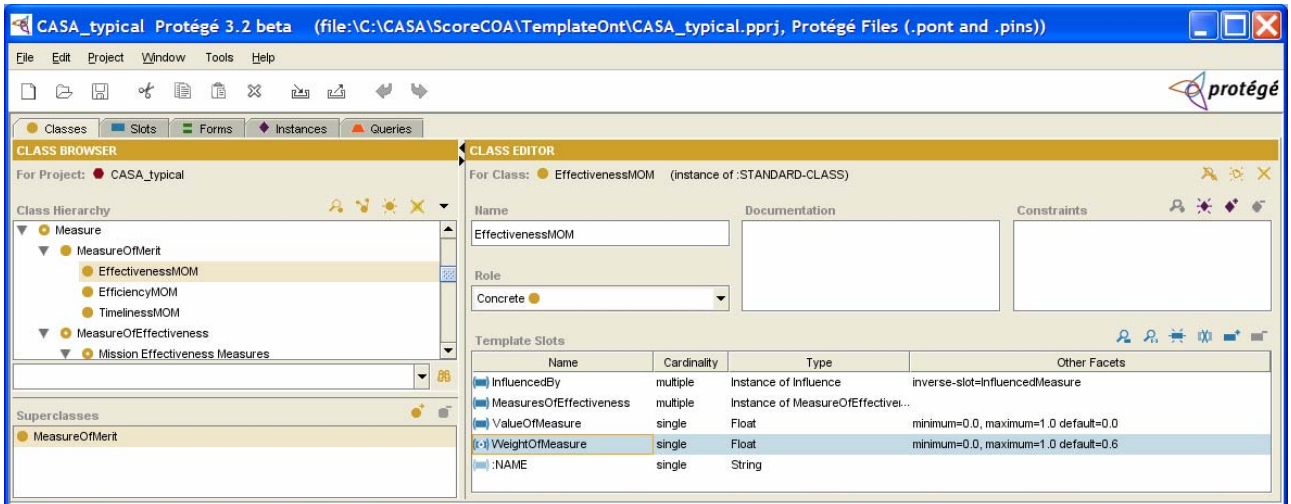 CASA_typical Protégé 3.2 beta (file:\C:\CASA\ScoreCOA\TemplateOnt\CASA_typical.pprj, Protégé Files (.pont and .pins))
File Edit Project Window Tools Help
protégé
Classes Slots Forms Instances Queries
CLASS BROWSER
For Project: CASA_typical
Class Hierarchy
Measure
MeasureOfMerit
EffectivenessMOM
EfficiencyMOM
TimelinessMOM
MeasureOfEffectiveness
Mission Effectiveness Measures
Superclasses
MeasureOfMerit
CLASS EDITOR
For Class: EffectivenessMOM (instance of :STANDARD-CLASS)
Name Documentation Constraints
EffectivenessMOM
Role
Concrete
Template Slots
Name Cardinality Type Other Facets
InfluencedBy multiple Instance of Influence inverse-slot=InfluencedMeasure
MeasuresOfEffectiveness multiple Instance of MeasureOfEffectiver...
ValueOfMeasure single Float minimum=0.0, maximum=1.0 default=0.0
WeightOfMeasure single Float minimum=0.0, maximum=1.0 default=0.6
:NAME single String